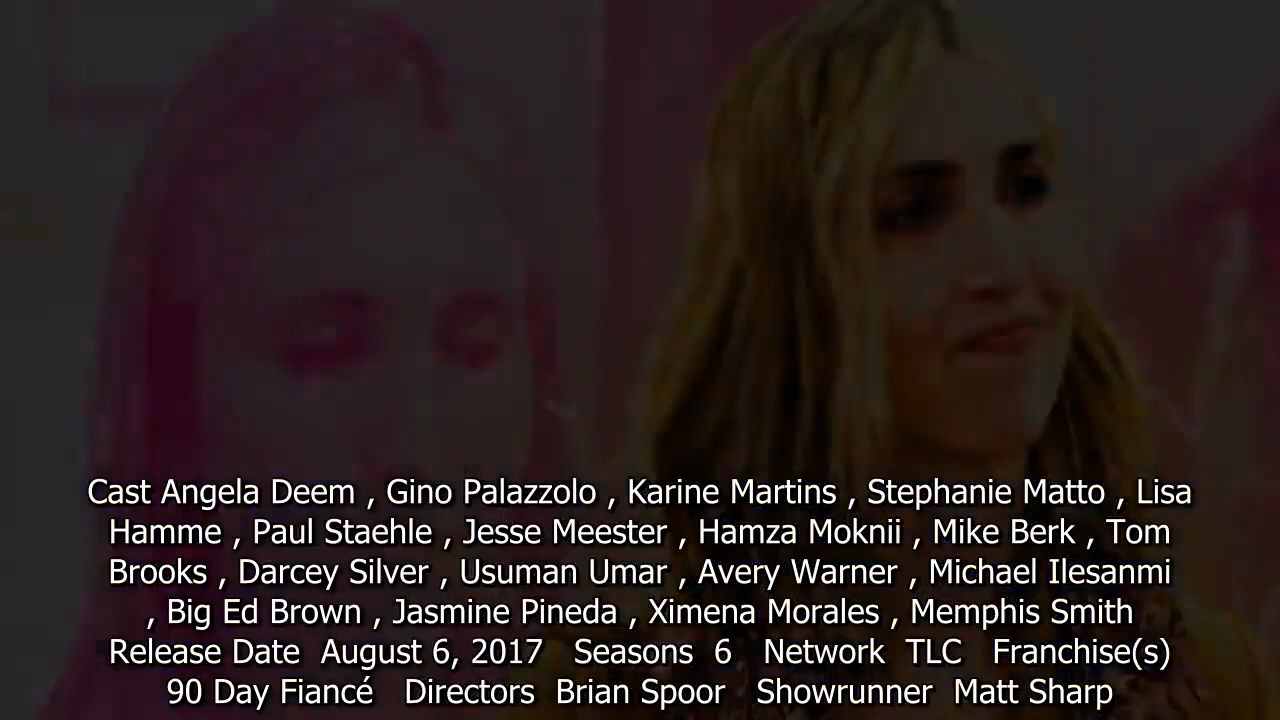 Cast Angela Deem , Gino Palazzolo , Karine Martins , Stephanie Matto , Lisa
Hamme , Paul Staehle , Jesse Meester , Hamza Moknii , Mike Berk , Tom
Brooks , Darcey Silver , Usuman Umar , Avery Warner , Michael Ilesanmi
, Big Ed Brown , Jasmine Pineda , Ximena Morales , Memphis Smith
Release Date  August 6, 2017   Seasons  6   Network  TLC   Franchise(s)
90 Day Fiancé   Directors  Brian Spoor   Showrunner  Matt Sharp